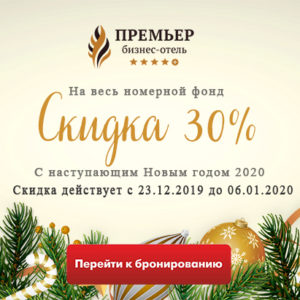 ПРЕМЬЕР
бизнес-отель
На весь номерной фонд
Скидка 30%
С наступающим Новым годом 2020
Скидка действует с 23.12.2019 до 06.01.2020
Перейти к бронированию